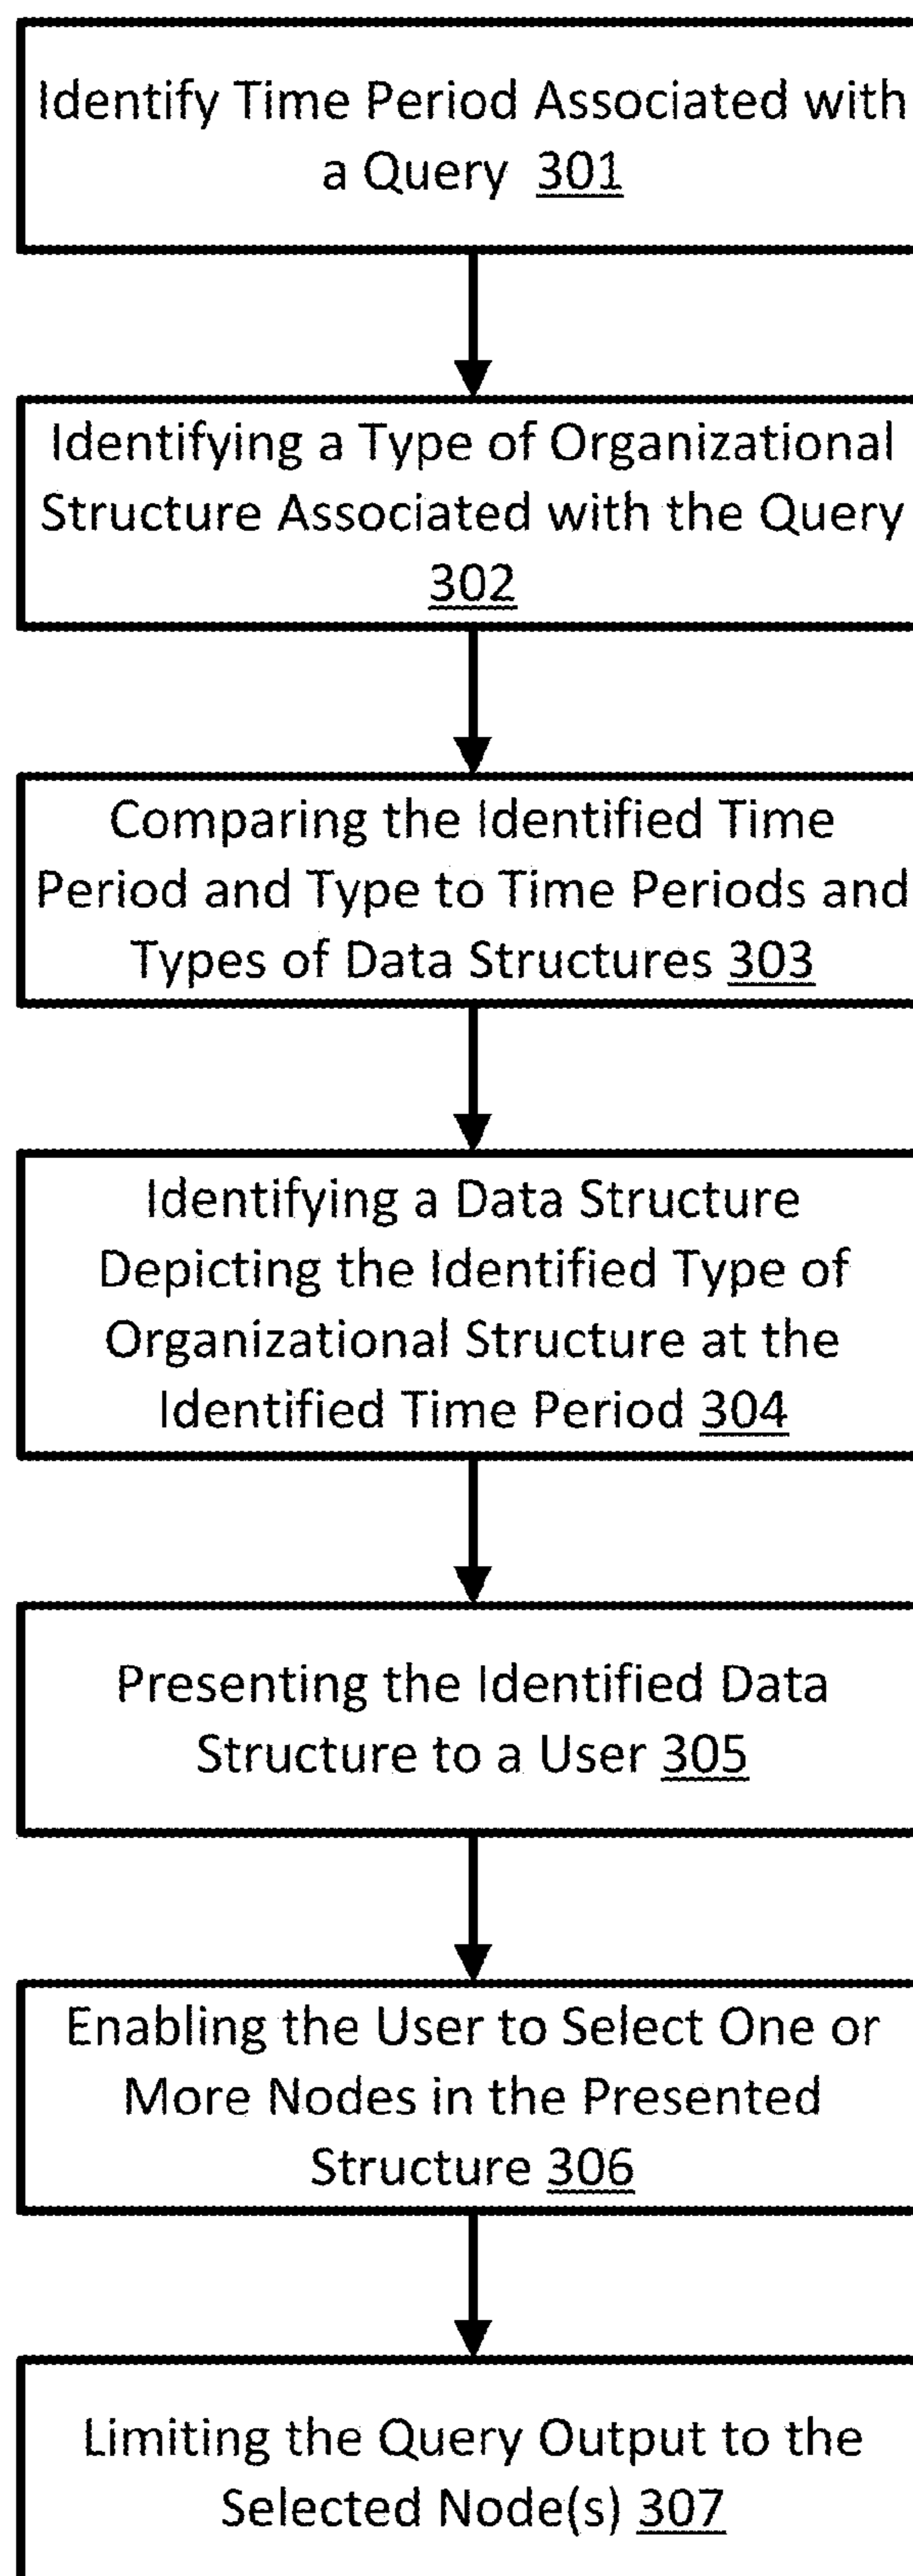 Identify Time Period Associated with
a Query 301
Identifying a Type of Organizational
Structure Associated with the Query
302
Comparing the Identified Time
Period and Type to Time Periods and
Types of Data Structures 303
Identifying a Data Structure
Depicting the Identified Type of
Organizational Structure at the
Identified Time Period 304
Presenting the Identified Data
Structure to a User 305
Enabling the User to Select One or
More Nodes in the Presented
Structure 306
Limiting the Query Output to the
Selected Node(s) 307